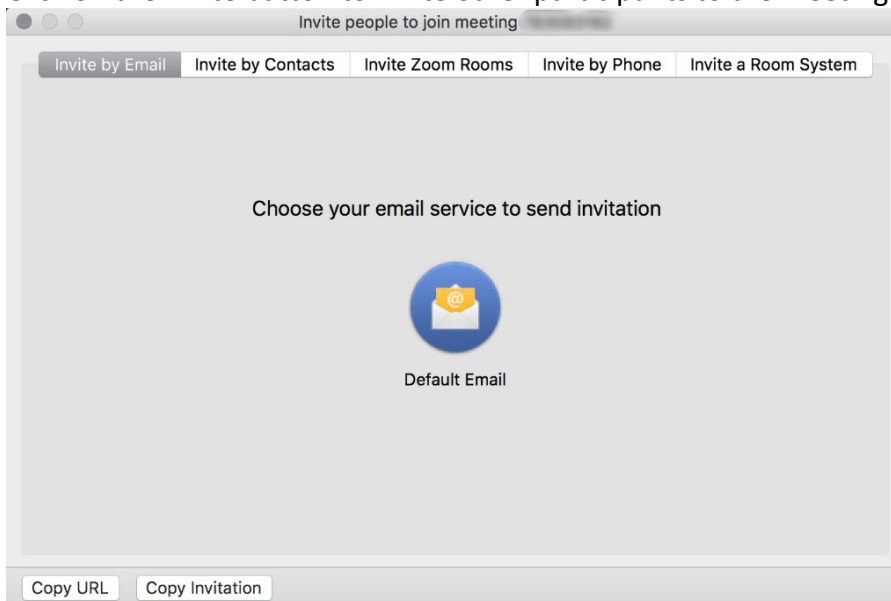 Invite people to join meeting
Invite by Email Invite by Contacts Invite Zoom Rooms Invite by Phone Invite a Room System
Choose your email service to send invitation
@
Default Email
Copy URL Copy Invitation